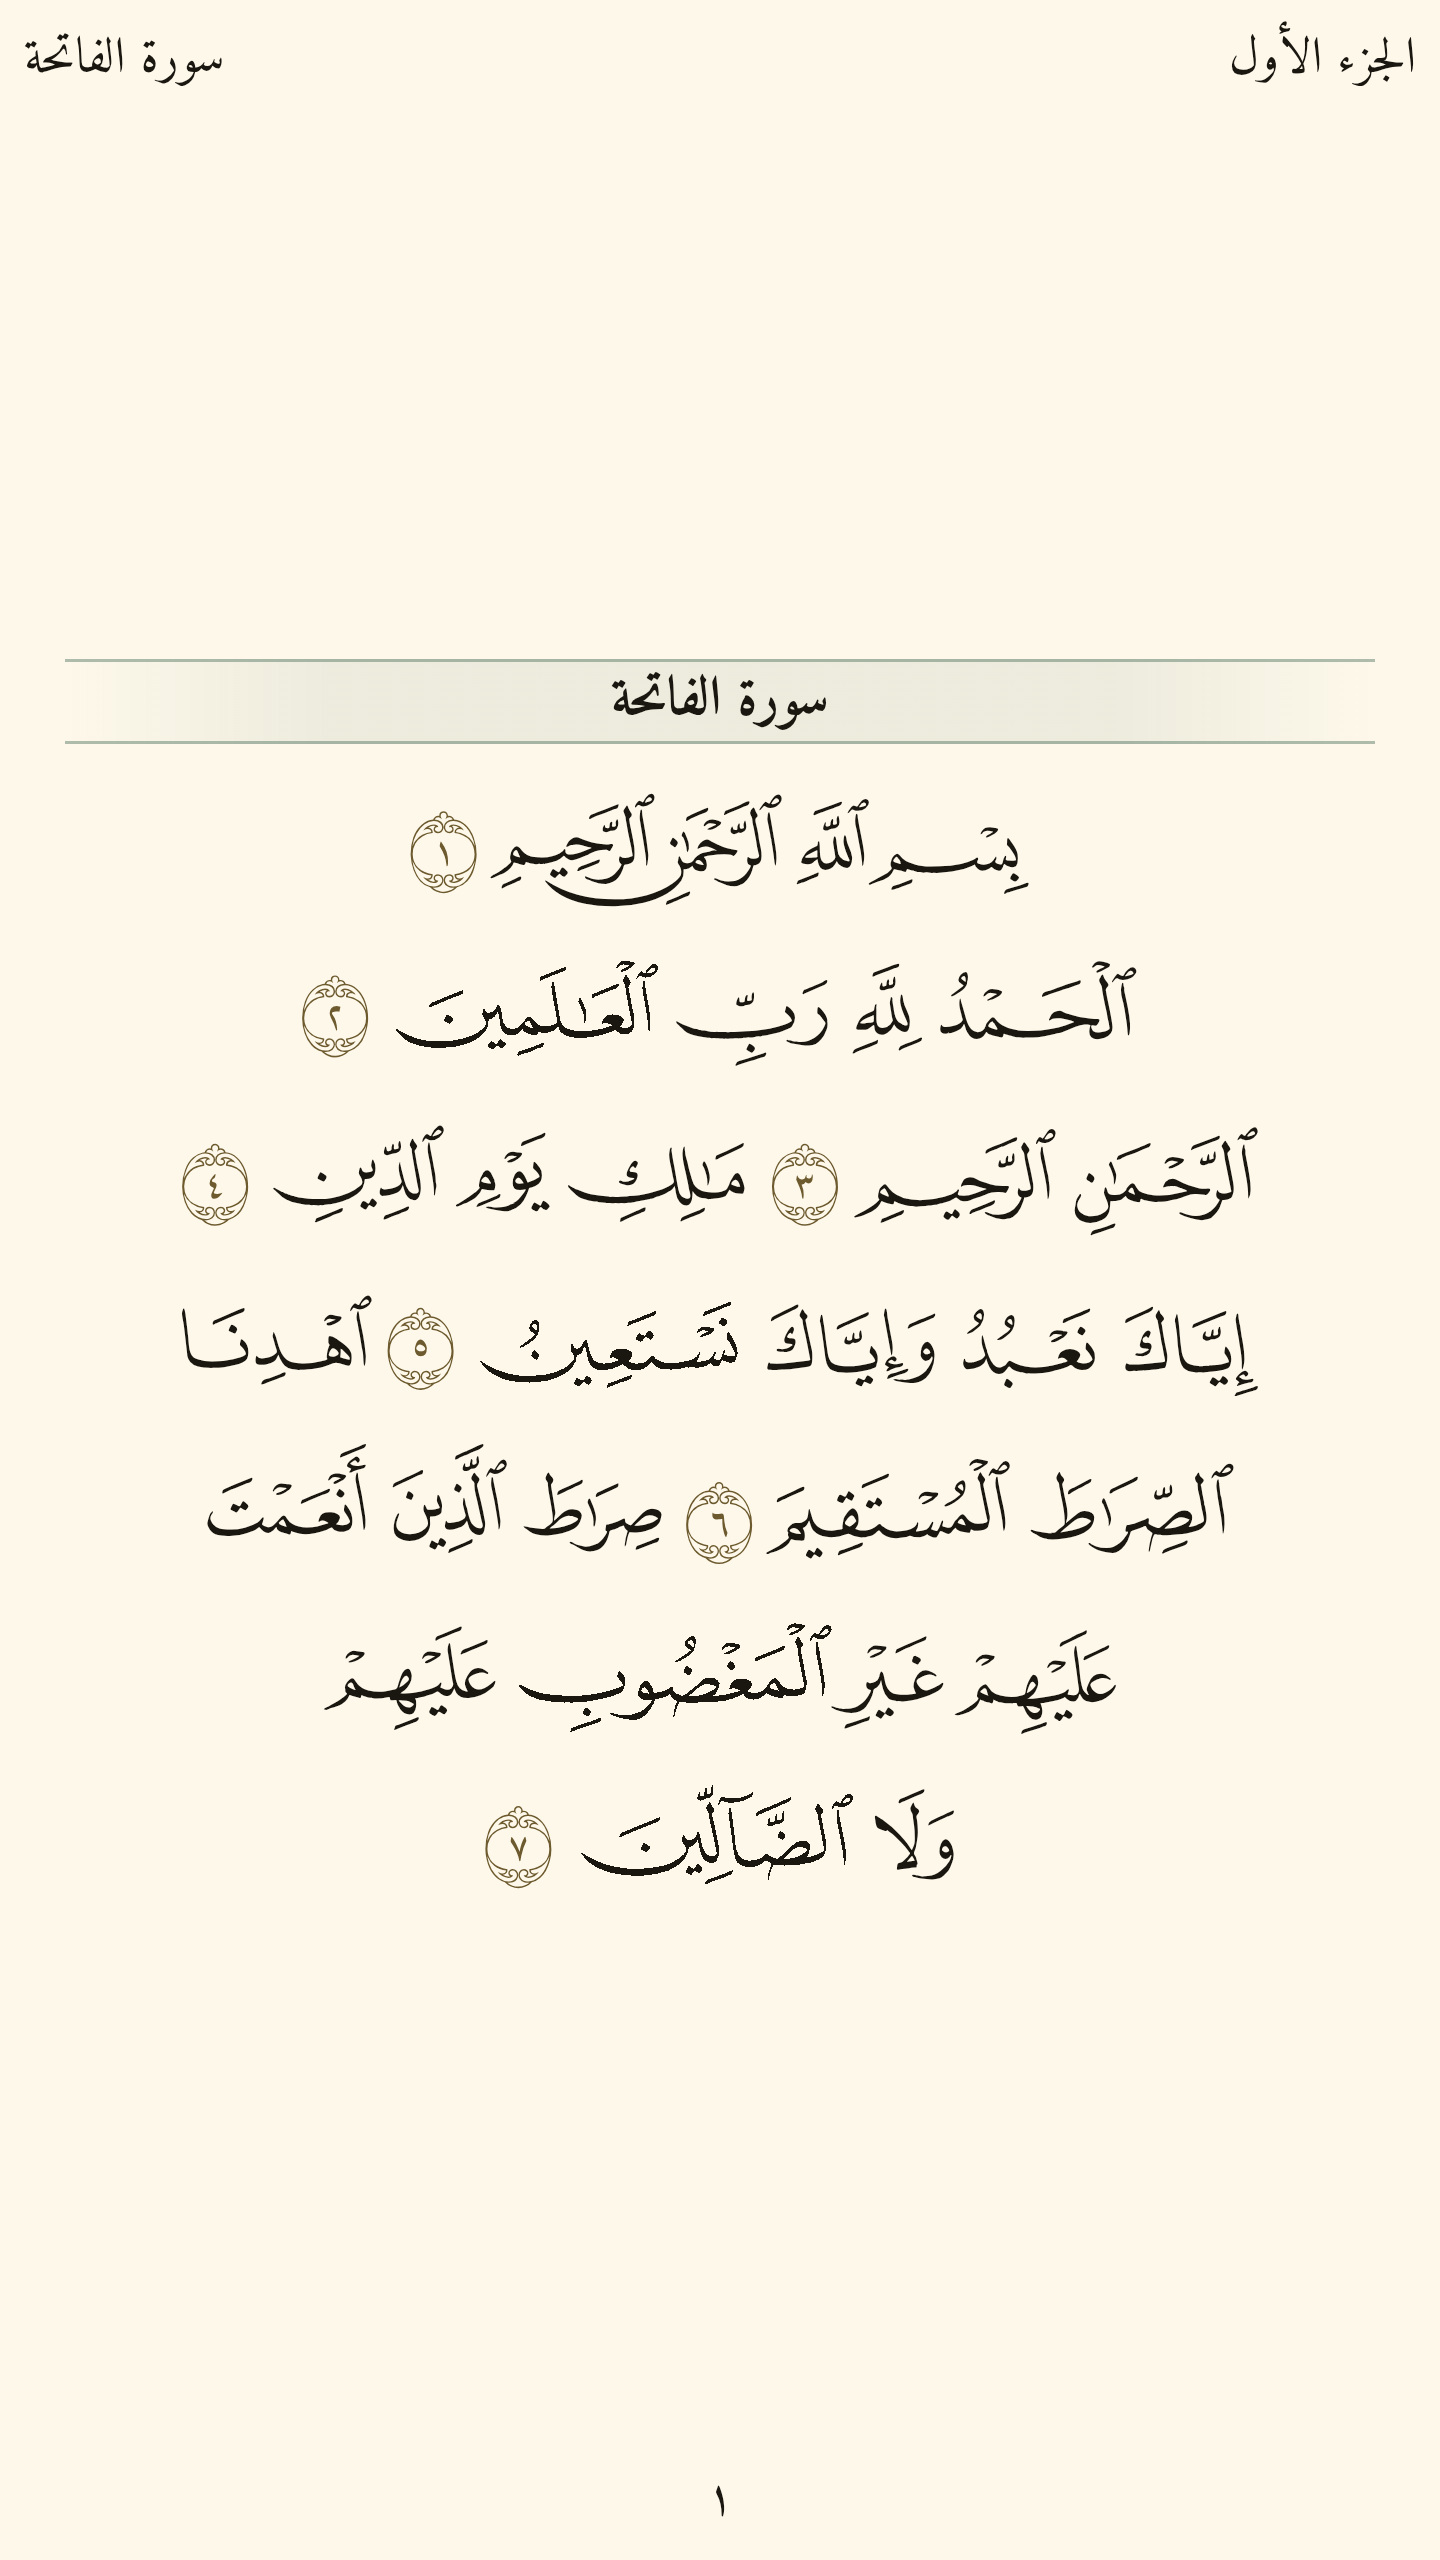 الجزء الأول
سورة الفاتحة
سورة الفاتحة
بِسْمِ ٱللَّهِ ٱلرَّحْمَٰنِ ٱلرَّحِيمِ ١
ٱلْحَمْدُ لِلَّهِ رَبِّ ٱلْعَٰلَمِينَ ٢
ٱلرَّحْمَٰنِ ٱلرَّحِيمِ ٣ مَٰلِكِ يَوْمِ ٱلدِّينِ ٤
إِيَّاكَ نَعْبُدُ وَإِيَّاكَ نَسْتَعِينُ ٥ ٱهْدِنَا
ٱلصِّرَٰطَ ٱلْمُسْتَقِيمَ ٦ صِرَٰطَ ٱلَّذِينَ أَنْعَمْتَ
عَلَيْهِمْ غَيْرِ ٱلْمَغْضُوبِ عَلَيْهِمْ
وَلَا ٱلضَّآلِّينَ ٧
١